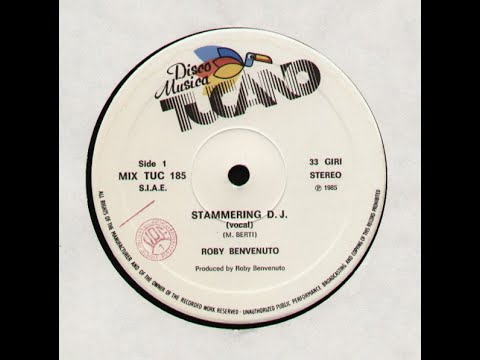 Disco
Musica
TUCANO
Side 1
MIX TUC 185
S.I.A.E.
33 GIRI
STEREO
Ⓟ 1985
STAMMERING D. J.
(vocal)
(M. BERTI)
ROBY BENVENUTO
Produced by Roby Benvenuto
ALL RIGHTS OF THE MANUFACTURER AND OF THE OWNER OF THE RECORDED WORK RESERVED - UNAUTHORIZED PUBLIC PERFORMANCE - BROADCASTING AND COPYING OF THIS RECORD PROHIBITED